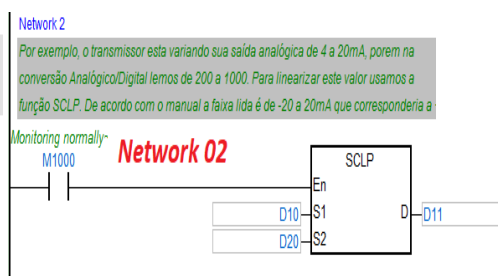 Network 2
Por exemplo, o transmissor esta variando sua saída analógica de 4 a 20mA, porem na
conversão Analógico/Digital lemos de 200 a 1000. Para linearizar este valor usamos a
função SCLP. De acordo com o manual a faixa lida é de -20 a 20mA que corresponderia a -
Monitoring normally~
Network 02
M1000
SCLP
En
D10 S1 D D11
D20 S2